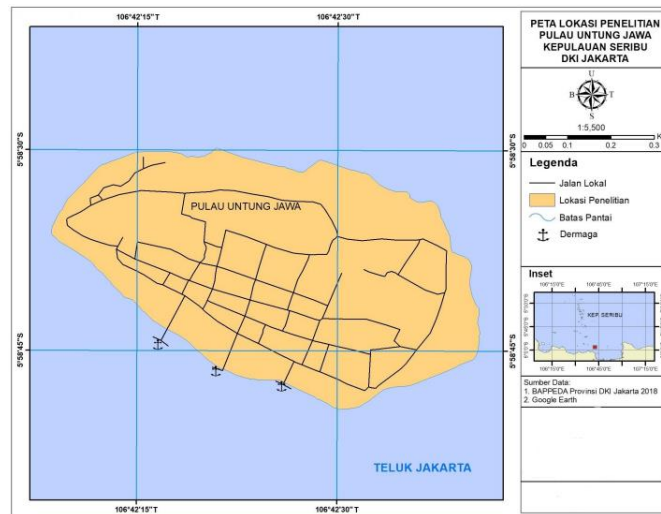 106°42'15"T
106°42'30"T
5°58'30"S
5°58'30"S
PULAU UNTUNG JAWA
5°58'45"S
5°58'45"S
TELUK JAKARTA
106°42'15"T
106°42'30"T
PETA LOKASI PENELITIAN
PULAU UNTUNG JAWA
KEPULAUAN SERIBU
DKI JAKARTA
U
B T
S
1:5,500
0 0.05 0.1 0.2 0.3
Legenda
Jalan Lokal
Lokasi Penelitian
Batas Pantai
Dermaga
Inset
KEP. SERIBU
Sumber Data:
1. BAPPEDA Provinsi DKI Jakarta 2018
2. Google Earth